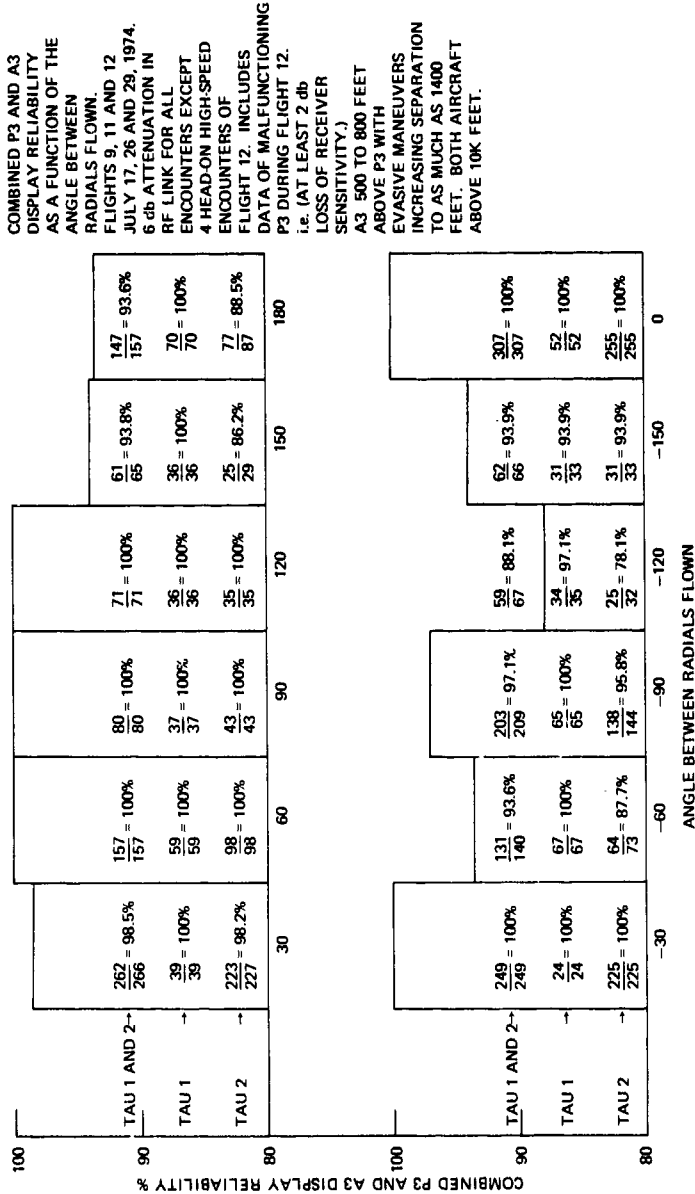 COMBINED P3 AND A3
DISPLAY RELIABILITY
AS A FUNCTION OF THE
ANGLE BETWEEN
RADIALS FLOWN.
FLIGHTS 9, 11 AND 12
JULY 17, 26 AND 29, 1974.
6 db ATTENUATION IN
RF LINK FOR ALL
ENCOUNTERS EXCEPT
4 HEAD-ON HIGH-SPEED
ENCOUNTERS OF
FLIGHT 12. INCLUDES
DATA OF MALFUNCTIONING
P3 DURING FLIGHT 12.
i.e. (AT LEAST 2 db
LOSS OF RECEIVER
SENSITIVITY.)
A3 500 TO 800 FEET
ABOVE P3 WITH
EVASIVE MANEUVERS
INCREASING SEPARATION
TO AS MUCH AS 1400
FEET. BOTH AIRCRAFT
ABOVE 10K FEET.
COMBINED P3 AND A3 DISPLAY RELIABILITY %
100
90
80
TAU 1 AND 2→
TAU 1 →
TAU 2 →
262/266 = 98.5%
39/39 = 100%
223/227 = 98.2%
30
157/157 = 100%
59/59 = 100%
98/98 = 100%
60
80/80 = 100%
37/37 = 100%
43/43 = 100%
90
71/71 = 100%
36/36 = 100%
35/35 = 100%
120
61/65 = 93.8%
36/36 = 100%
25/29 = 86.2%
150
147/157 = 93.6%
70/70 = 100%
77/87 = 88.5%
180
100
90
80
TAU 1 AND 2→
TAU 1 →
TAU 2 →
249/249 = 100%
24/24 = 100%
225/225 = 100%
−30
131/140 = 93.6%
67/67 = 100%
64/73 = 87.7%
−60
203/209 = 97.1%
65/65 = 100%
138/144 = 95.8%
−90
59/67 = 88.1%
34/35 = 97.1%
25/32 = 78.1%
−120
62/66 = 93.9%
31/33 = 93.9%
31/33 = 93.9%
−150
307/307 = 100%
52/52 = 100%
255/255 = 100%
0
ANGLE BETWEEN RADIALS FLOWN